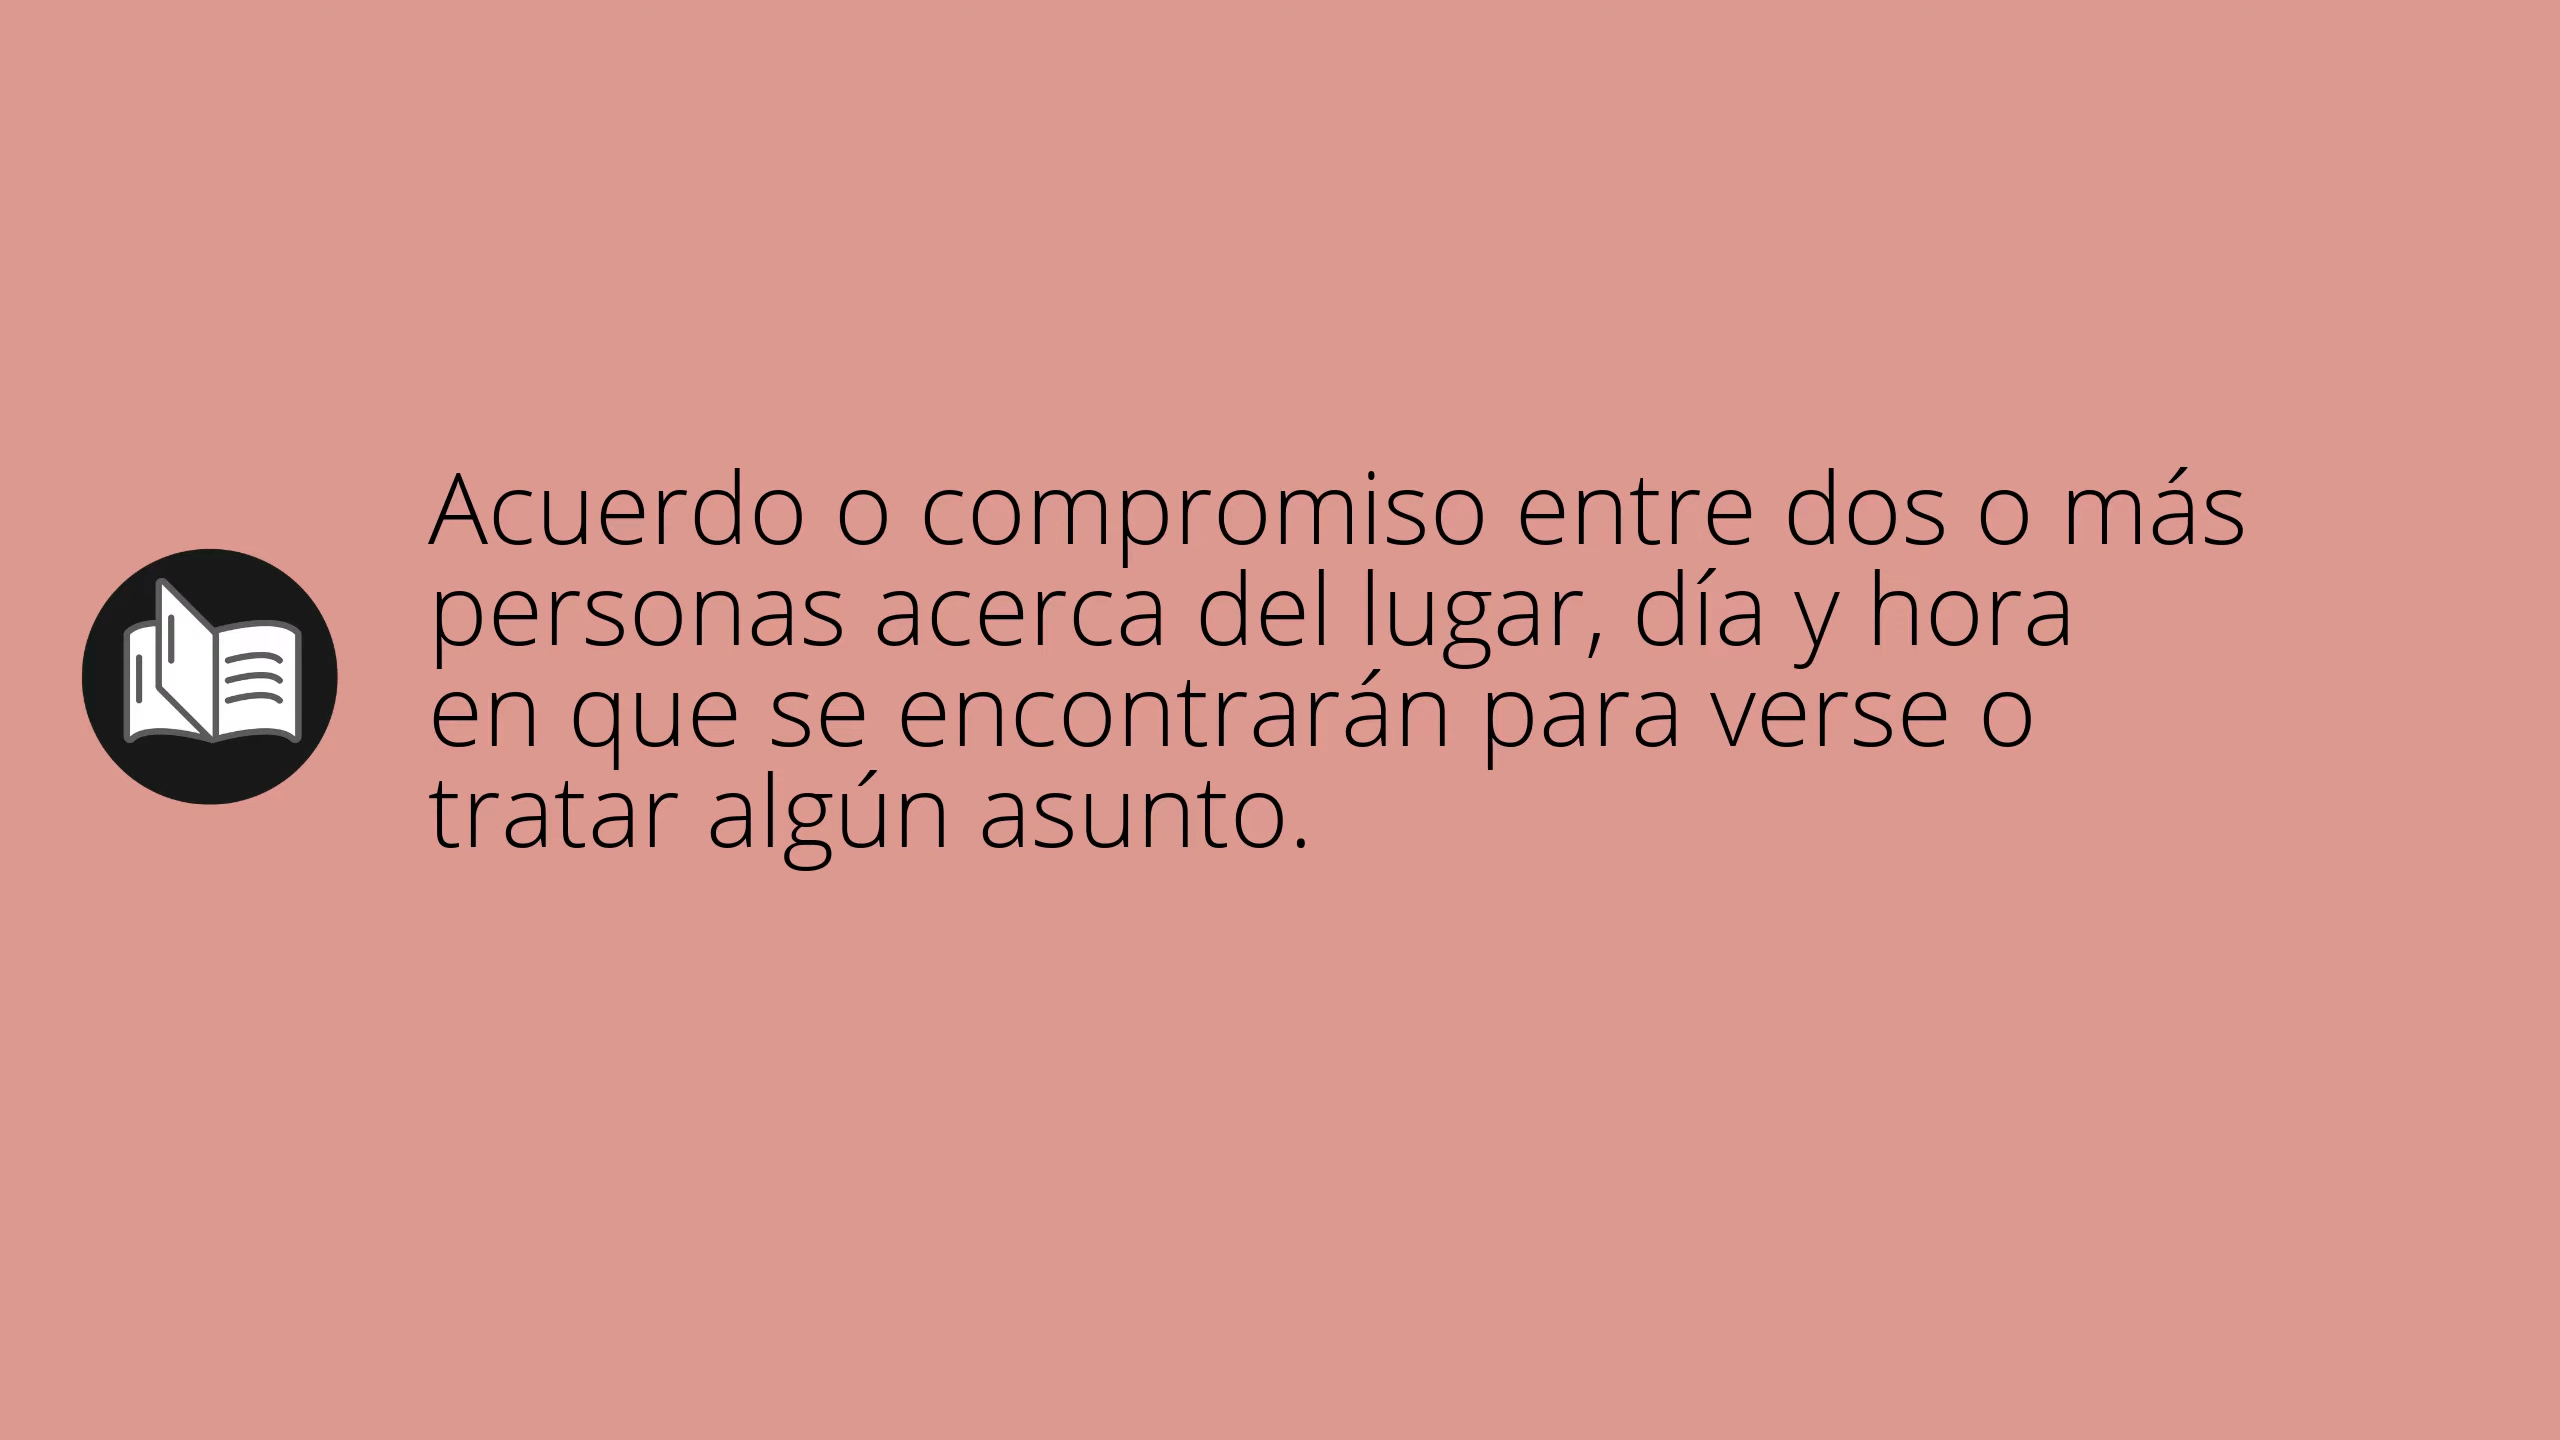 Acuerdo o compromiso entre dos o más
personas acerca del lugar, día y hora
en que se encontrarán para verse o
tratar algún asunto.